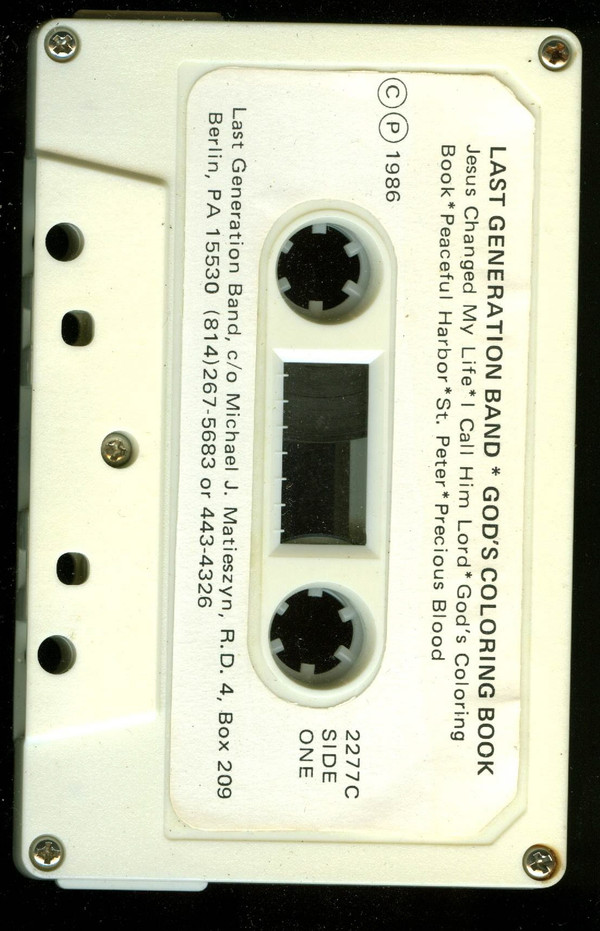 LAST GENERATION BAND * GOD'S COLORING BOOK
Jesus Changed My Life*I Call Him Lord*God's Coloring
Book*Peaceful Harbor*St. Peter*Precious Blood
Ⓒ Ⓟ 1986
2277C
SIDE
ONE
Last Generation Band, c/o Michael J. Matieszyn, R.D. 4, Box 209
Berlin, PA 15530 (814)267-5683 or 443-4326